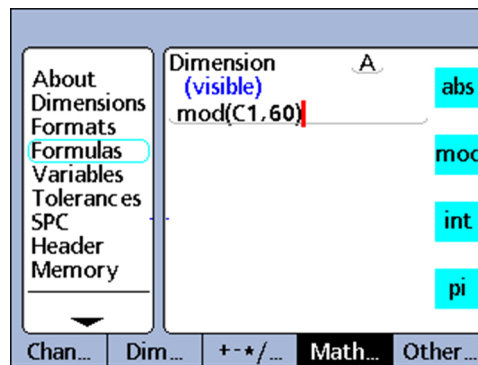 About
Dimensions
Formats
Formulas
Variables
Tolerances
SPC
Header
Memory
Dimension A
(visible)
mod(C1,60)
abs
mod
int
pi
Chan...
Dim...
+-*/...
Math...
Other...